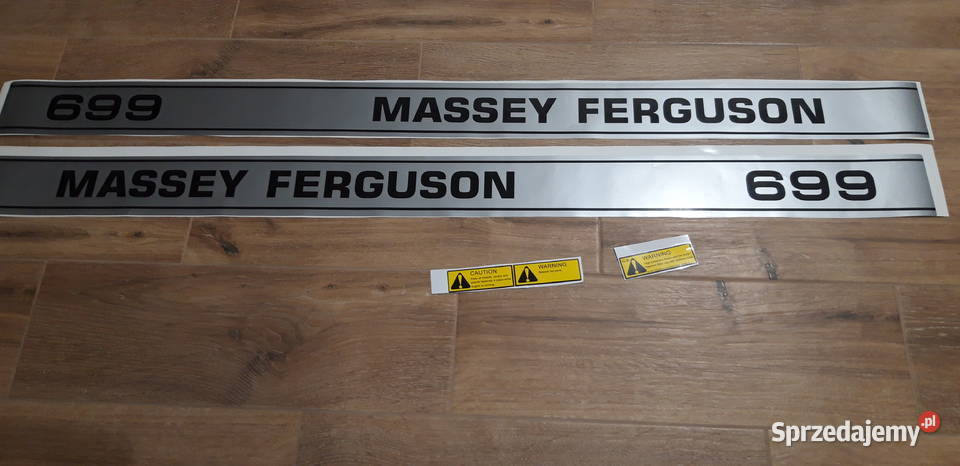 699 MASSEY FERGUSON
MASSEY FERGUSON 699
CAUTION
WARNING
WARNING
Sprzedajemy.pl